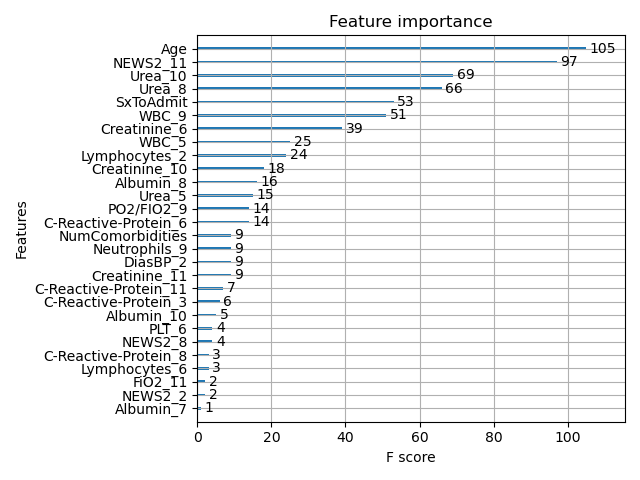 Feature importance
Age 105
NEWS2_11 97
Urea_10 69
Urea_8 66
SxToAdmit 53
WBC_9 51
Creatinine_6 39
WBC_5 25
Lymphocytes_2 24
Creatinine_10 18
Albumin_8 16
Urea_5 15
PO2/FIO2_9 14
C-Reactive-Protein_6 14
NumComorbidities 9
Neutrophils_9 9
DiasBP_2 9
Creatinine_11 9
C-Reactive-Protein_11 7
C-Reactive-Protein_3 6
Albumin_10 5
PLT_6 4
NEWS2_8 4
C-Reactive-Protein_8 3
Lymphocytes_6 3
FiO2_11 2
NEWS2_2 2
Albumin_7 1
Features
0 20 40 60 80 100
F score